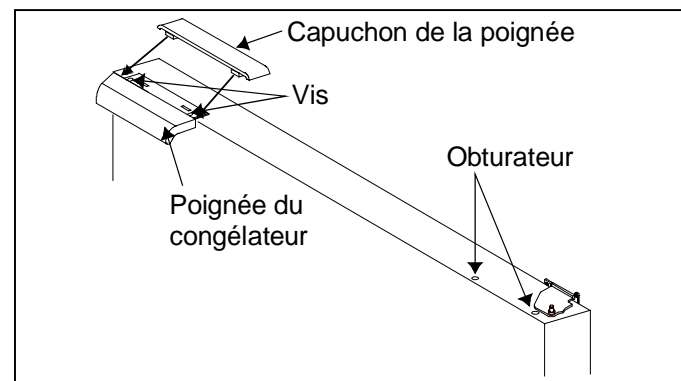 Capuchon de la poignée
Vis
Obturateur
Poignée du
congélateur